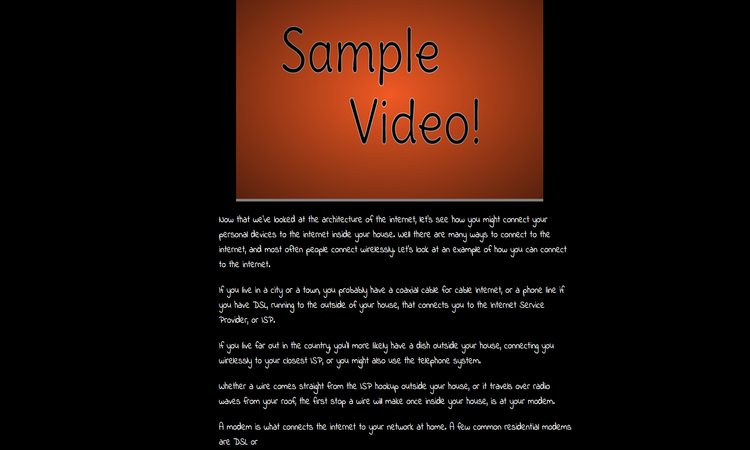 Sample
Video!
Now that we've looked at the architecture of the internet, let's see how you might connect your
personal devices to the internet inside your house. Well there are many ways to connect to the
internet, and most often people connect wirelessly. Let's look at an example of how you can connect
to the internet.
If you live in a city or a town, you probably have a coaxial cable for cable Internet, or a phone line if
you have DSL, running to the outside of your house, that connects you to the Internet Service
Provider, or ISP.
If you live far out in the country, you'll more likely have a dish outside your house, connecting you
wirelessly to your closest ISP, or you might also use the telephone system.
Whether a wire comes straight from the ISP hookup outside your house, or it travels over radio
waves from your roof, the first stop a wire will make once inside your house, is at your modem.
A modem is what connects the internet to your network at home. A few common residential modems
are DSL or